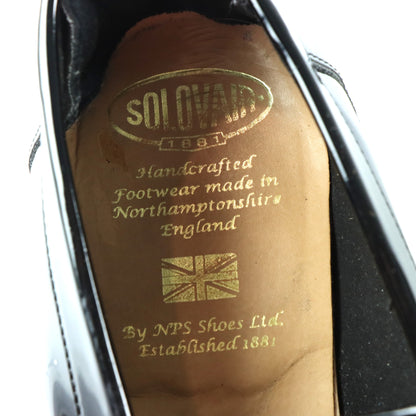 SOLOVAIR
1881
Handcrafted
Footwear made in
Northamptonshire
England
By NPS Shoes Ltd.
Established 1881